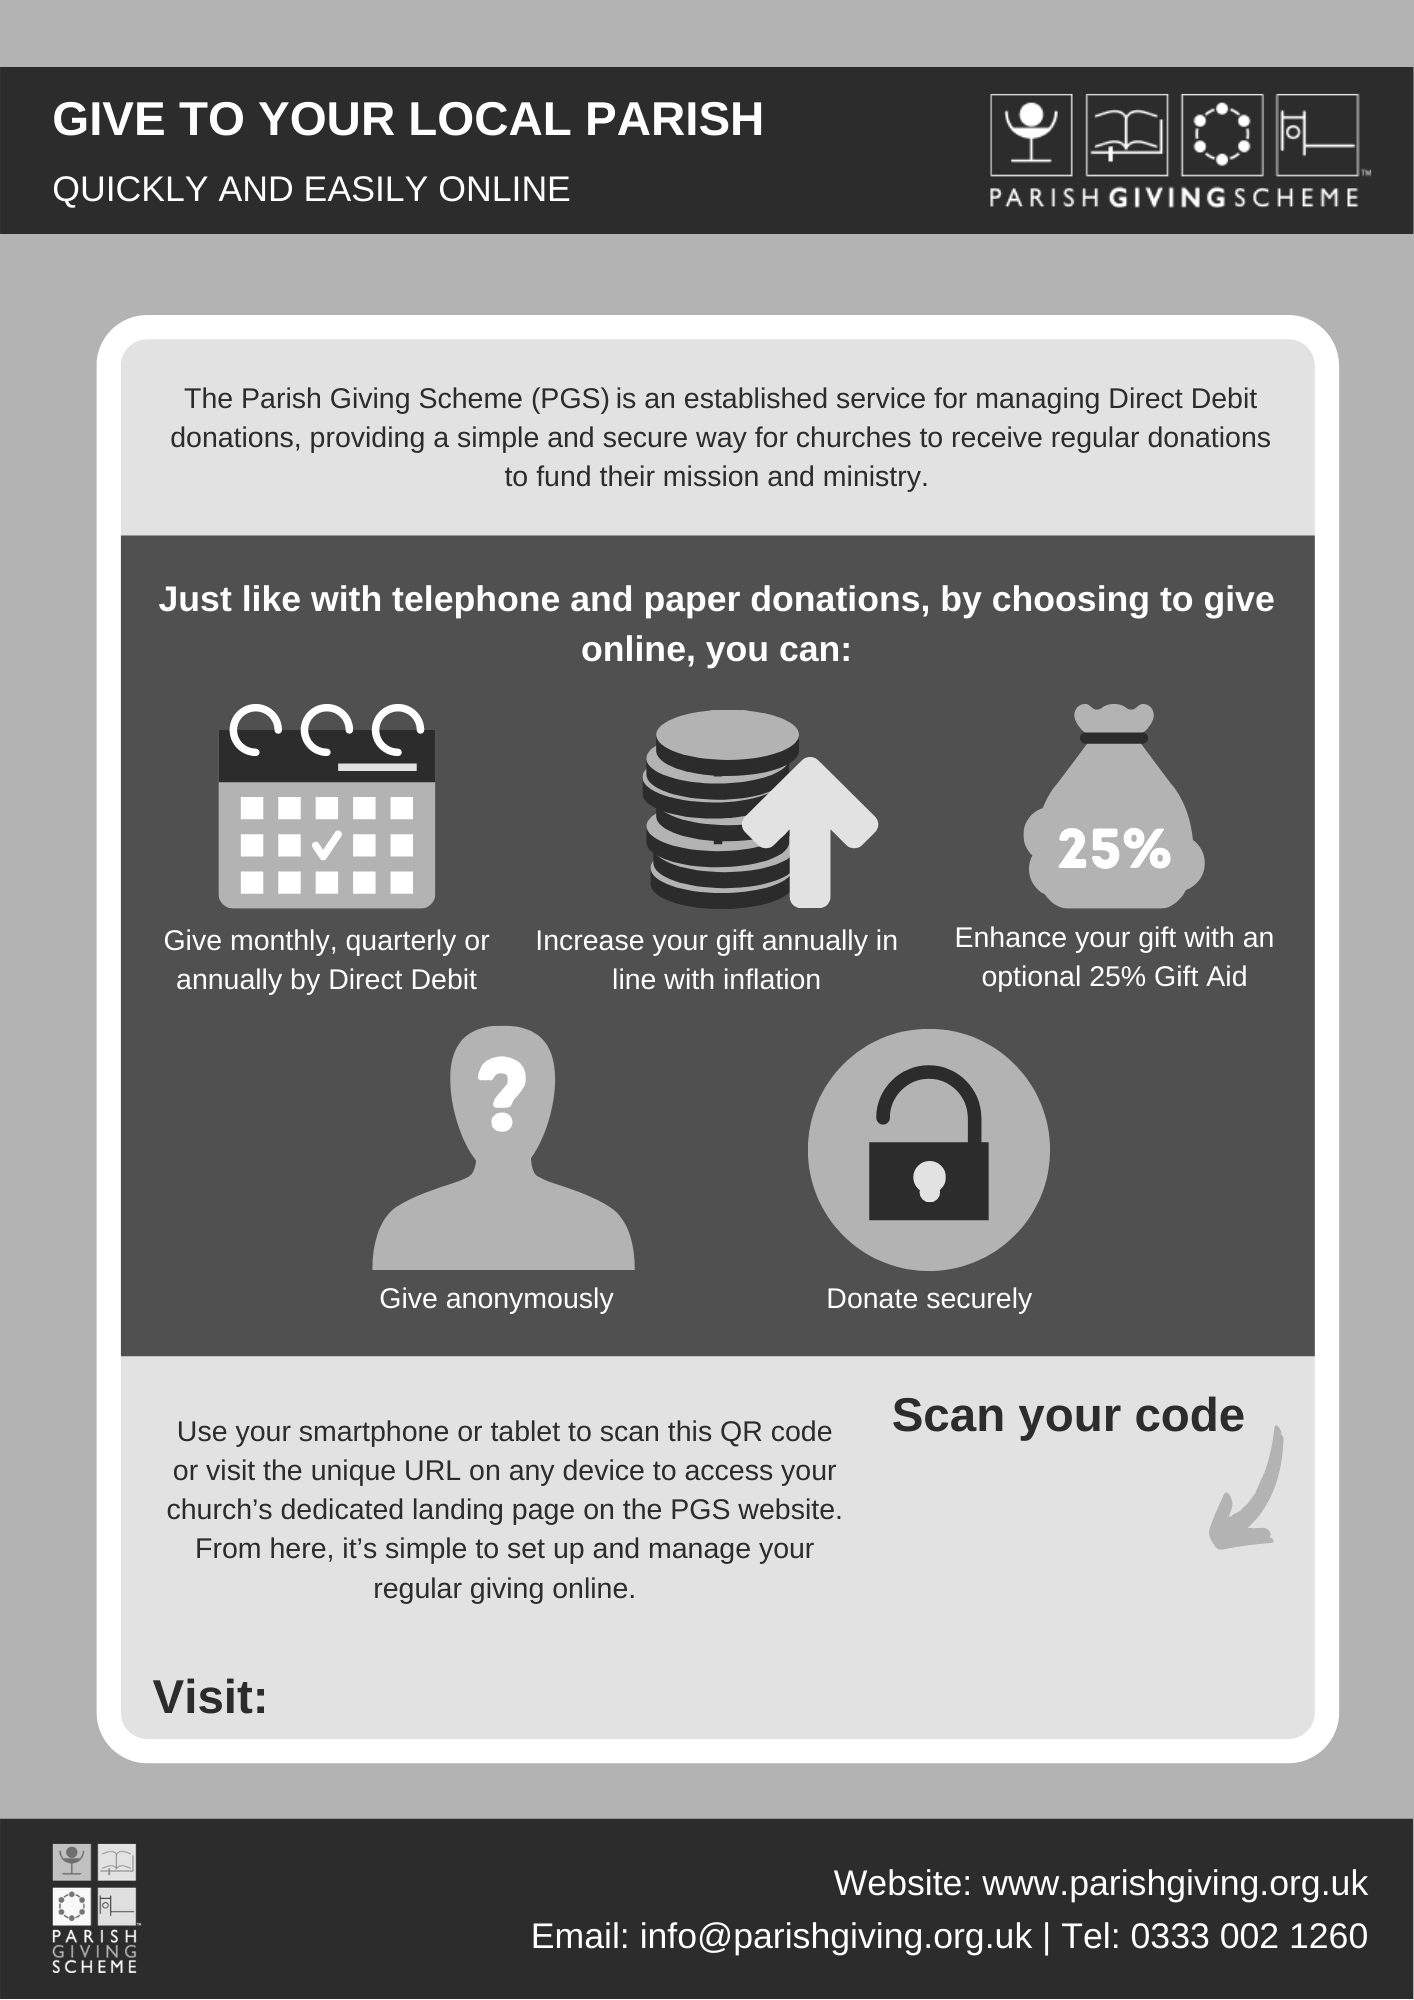 GIVE TO YOUR LOCAL PARISH
QUICKLY AND EASILY ONLINE
PARISH GIVING SCHEME
TM
The Parish Giving Scheme (PGS) is an established service for managing Direct Debit
donations, providing a simple and secure way for churches to receive regular donations
to fund their mission and ministry.
Just like with telephone and paper donations, by choosing to give
online, you can:
25%
Give monthly, quarterly or
annually by Direct Debit
Increase your gift annually in
line with inflation
Enhance your gift with an
optional 25% Gift Aid
?
Give anonymously
Donate securely
Scan your code
Use your smartphone or tablet to scan this QR code
or visit the unique URL on any device to access your
church’s dedicated landing page on the PGS website.
From here, it’s simple to set up and manage your
regular giving online.
Visit:
PARISH
GIVING
SCHEME
Website: www.parishgiving.org.uk
Email: info@parishgiving.org.uk | Tel: 0333 002 1260